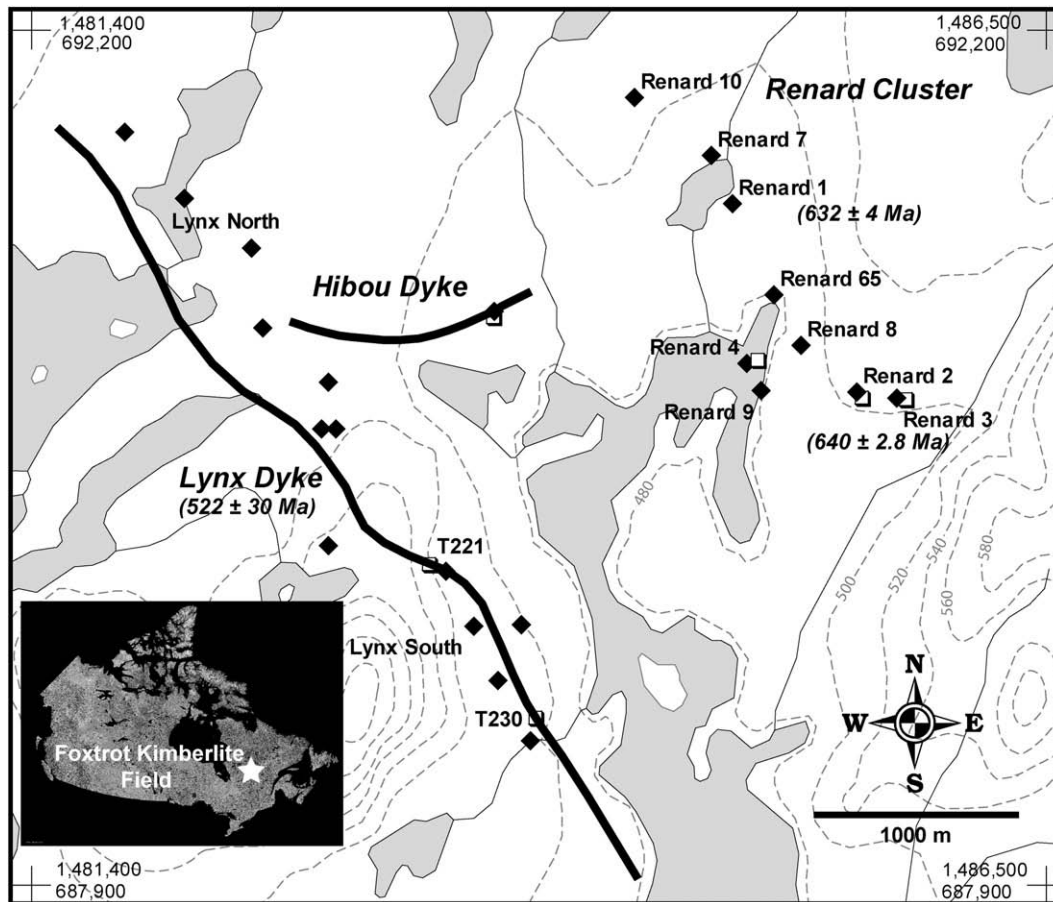 1,481,400
692,200
1,486,500
692,200
Renard 10
Renard Cluster
Renard 7
Renard 1
(632 ± 4 Ma)
Lynx North
Hibou Dyke
Renard 65
Renard 8
Renard 4
Renard 2
Renard 9
Renard 3
(640 ± 2.8 Ma)
Lynx Dyke
(522 ± 30 Ma)
480
T221
500
520
540
560
580
Lynx South
T230
N
W
E
S
Foxtrot Kimberlite
Field
1000 m
1,481,400
687,900
1,486,500
687,900